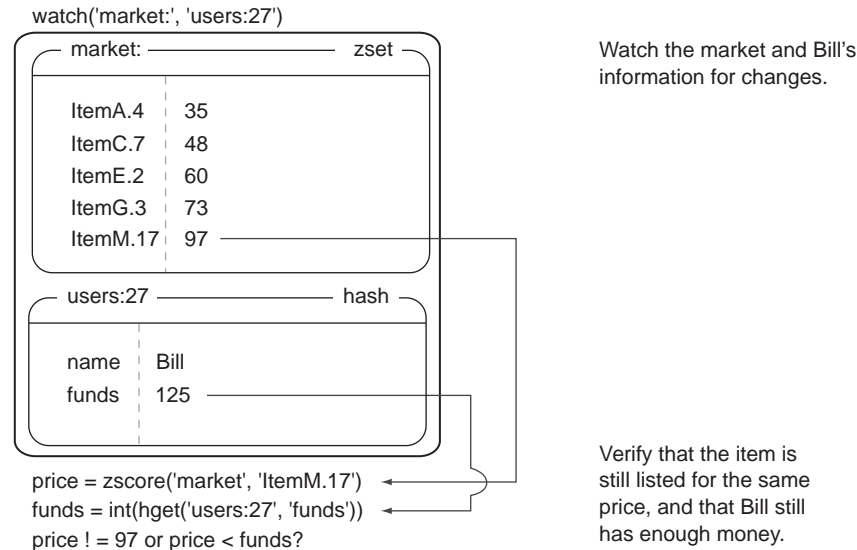 watch('market:', 'users:27')
market: zset
ItemA.4 35
ItemC.7 48
ItemE.2 60
ItemG.3 73
ItemM.17 97
users:27 hash
name Bill
funds 125
price = zscore('market', 'ItemM.17')
funds = int(hget('users:27', 'funds'))
price ! = 97 or price < funds?
Watch the market and Bill's
information for changes.
Verify that the item is
still listed for the same
price, and that Bill still
has enough money.